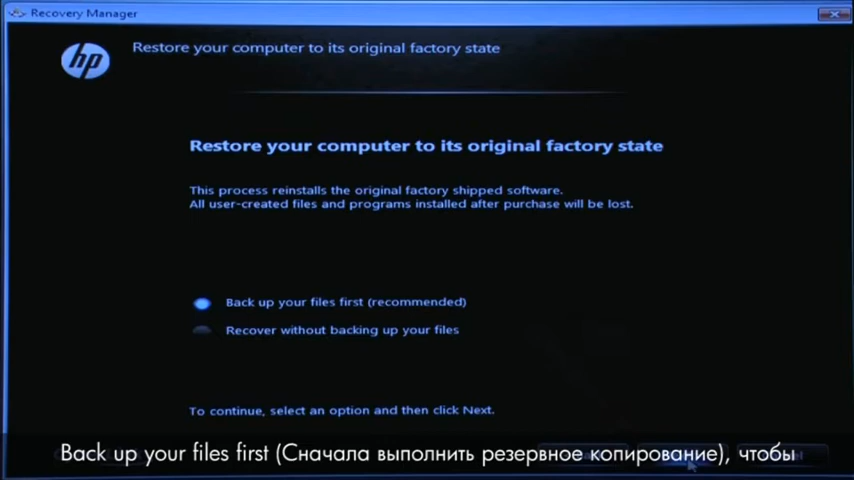 Recovery Manager
hp
Restore your computer to its original factory state
Restore your computer to its original factory state
This process reinstalls the original factory shipped software.
All user-created files and programs installed after purchase will be lost.
Back up your files first (recommended)
Recover without backing up your files
To continue, select an option and then click Next.
Back up your files first (Сначала выполнить резервное копирование), чтобы